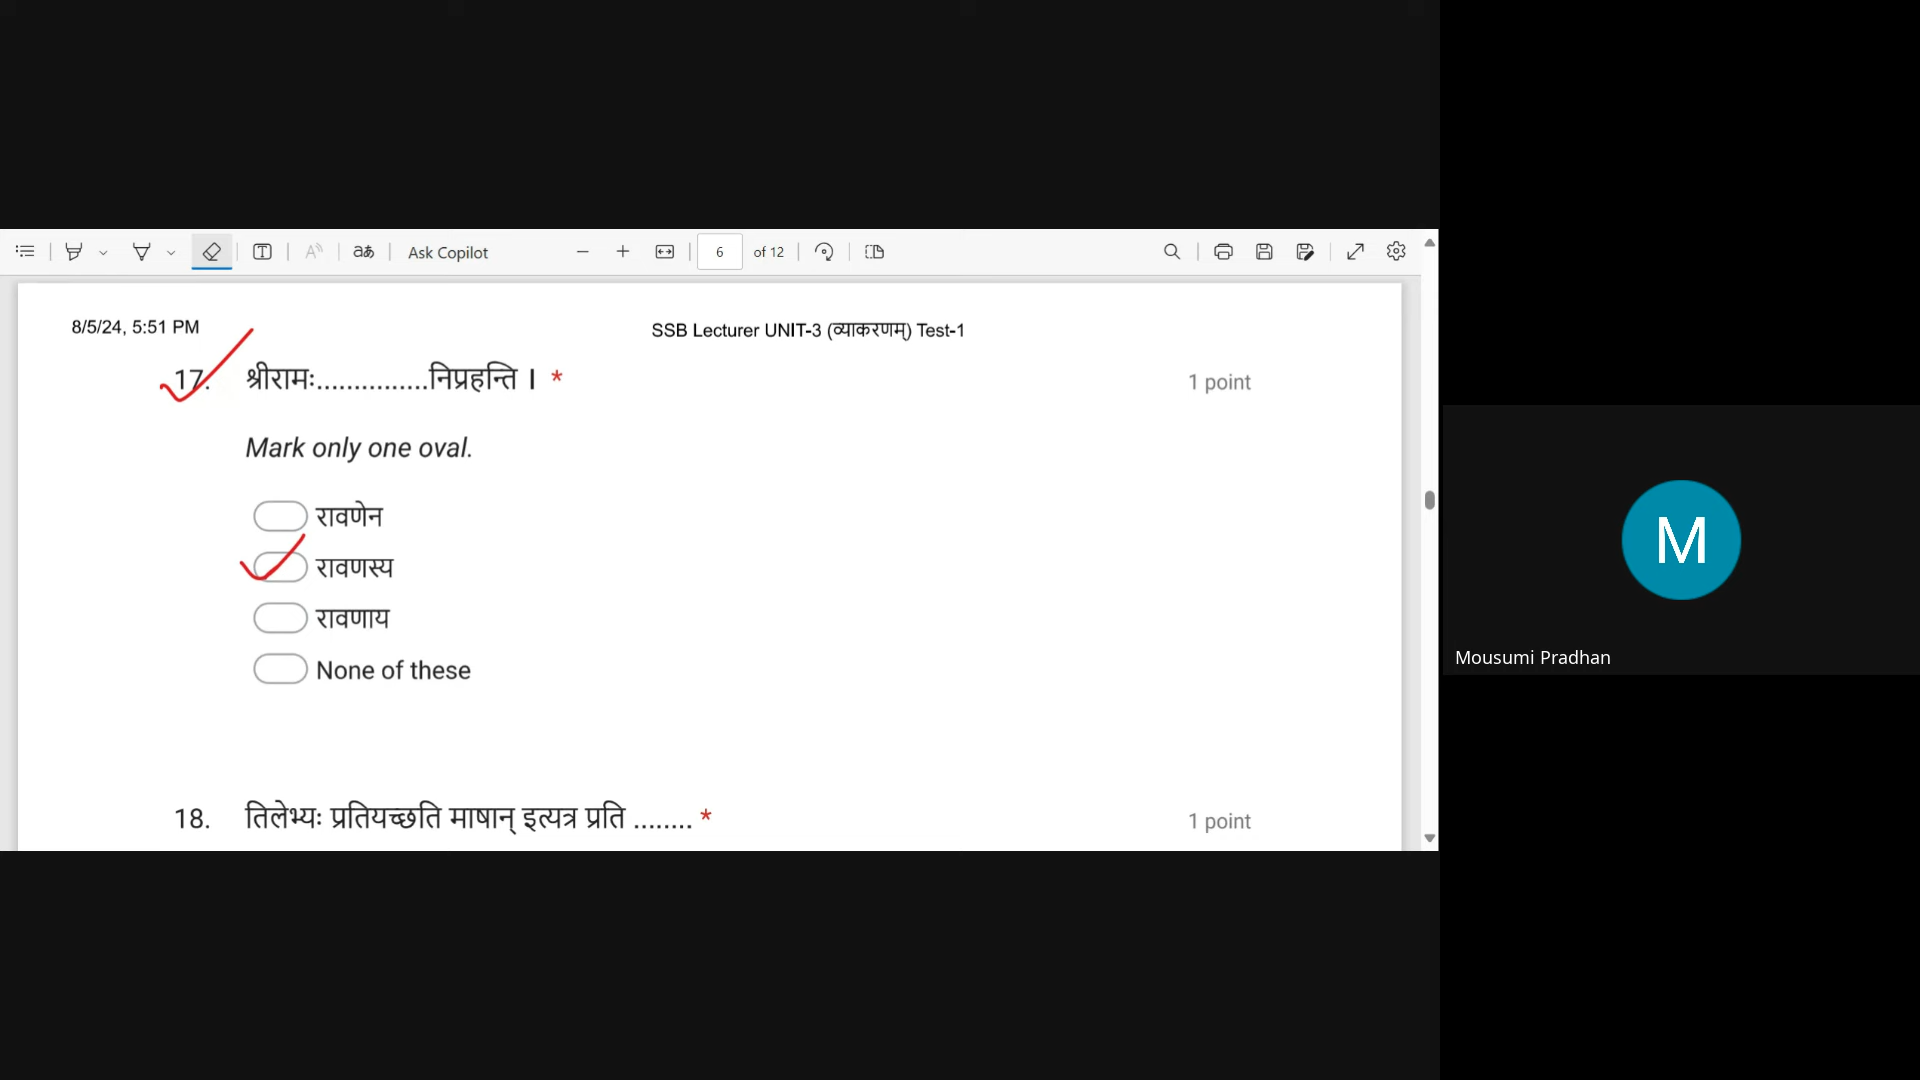 Ask Copilot
6 of 12
8/5/24, 5:51 PM
SSB Lecturer UNIT-3 (व्याकरणम्) Test-1
17. श्रीरामः...............निप्रहन्ति । *
1 point
Mark only one oval.
रावणेन
रावणस्य
रावणाय
None of these
18. तिलेभ्यः प्रतियच्छति माषान् इत्यत्र प्रति ........ *
1 point
M
Mousumi Pradhan